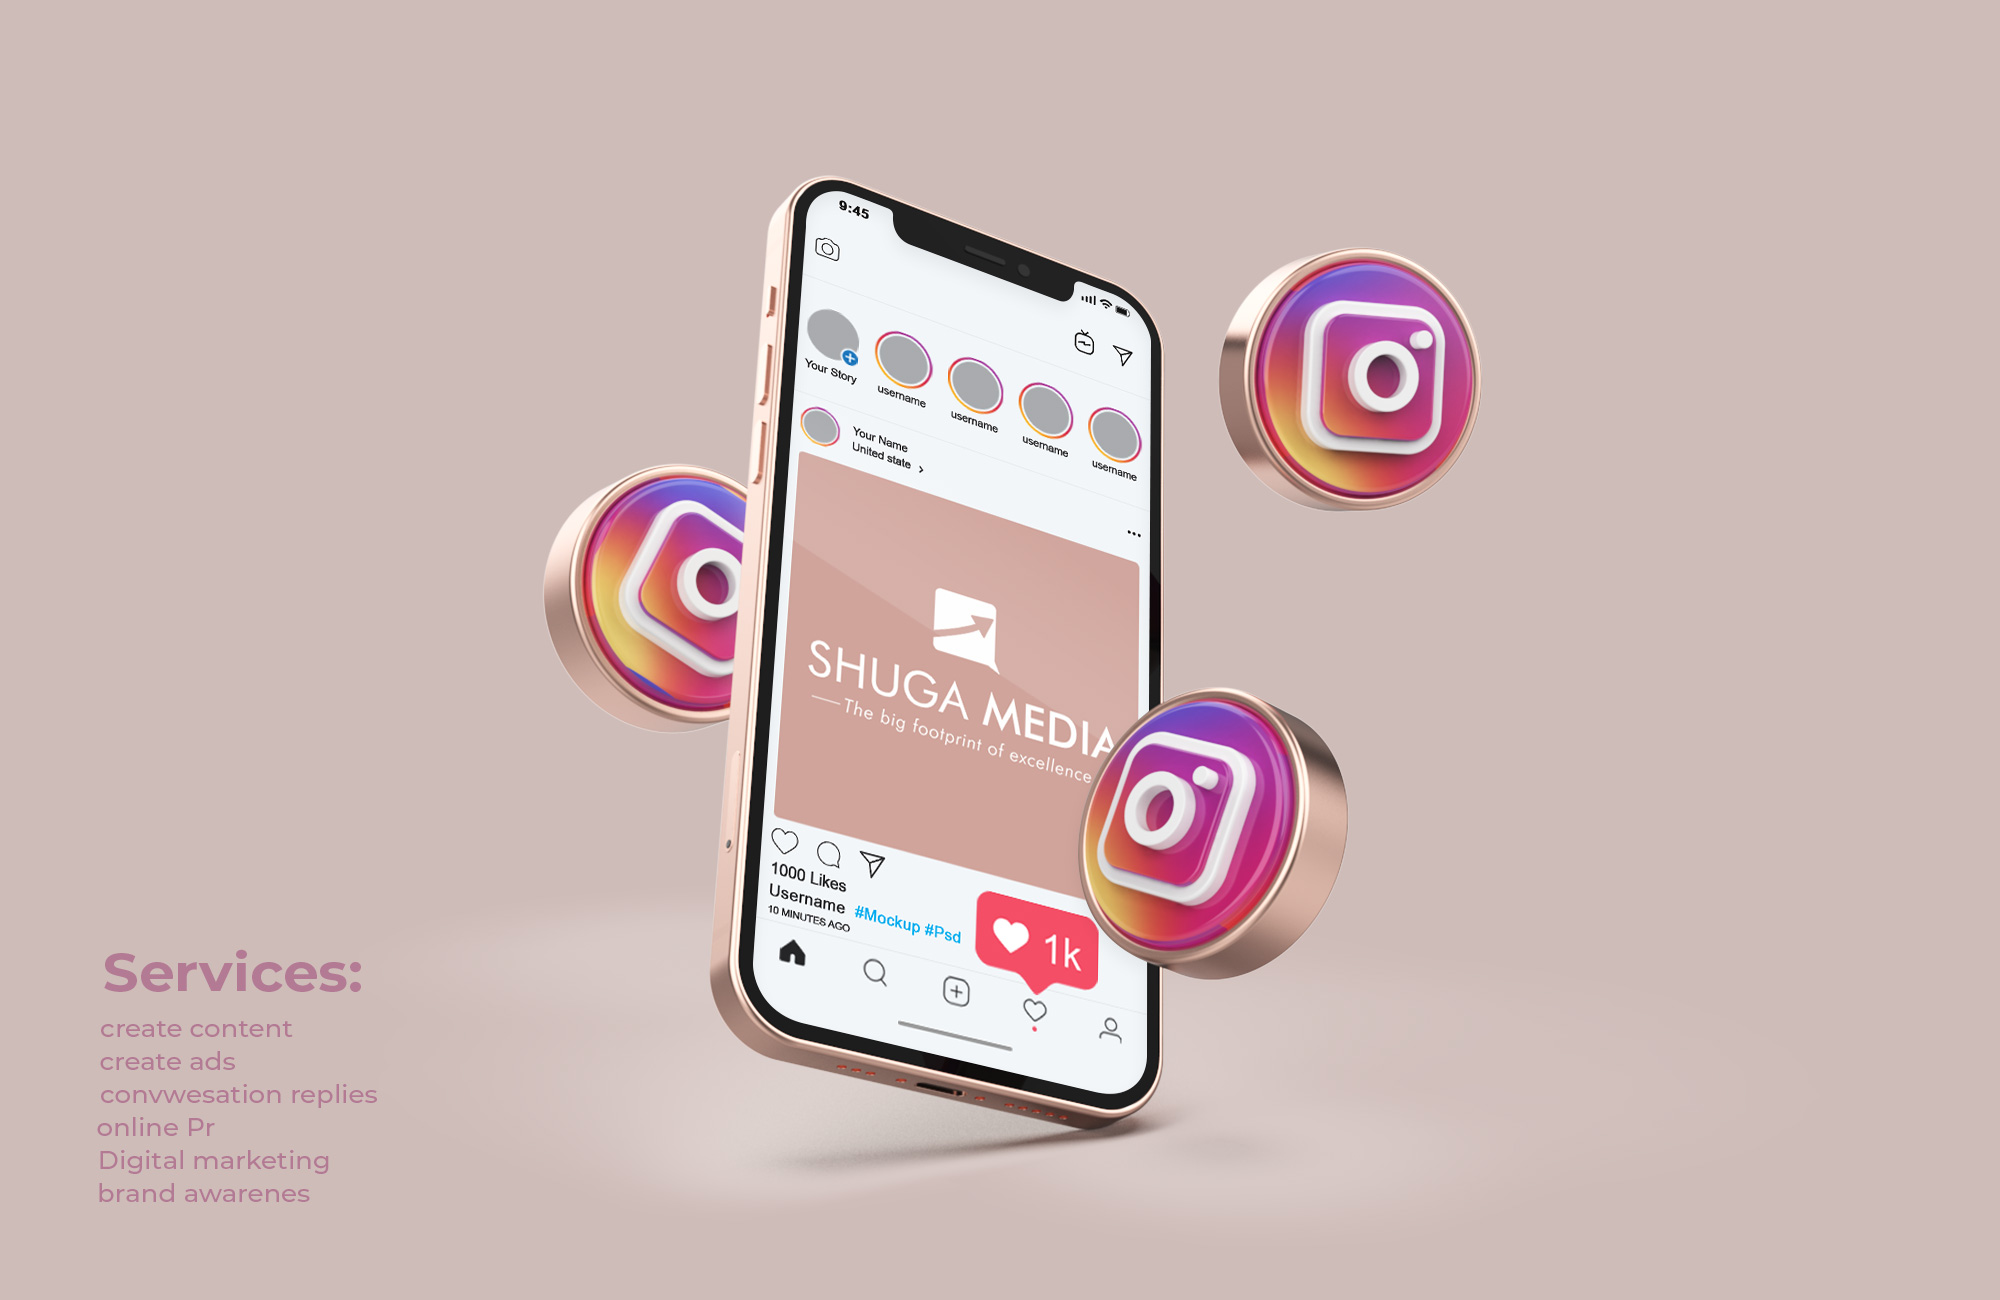 9:45
Your Story
username
username
username
username
Your Name
United state
SHUGA MEDIA
The big footprint of excellence
1000 Likes
Username #Mockup #Psd
10 MINUTES AGO
1k
Services:
create content
create ads
convwesation replies
online Pr
Digital marketing
brand awarenes